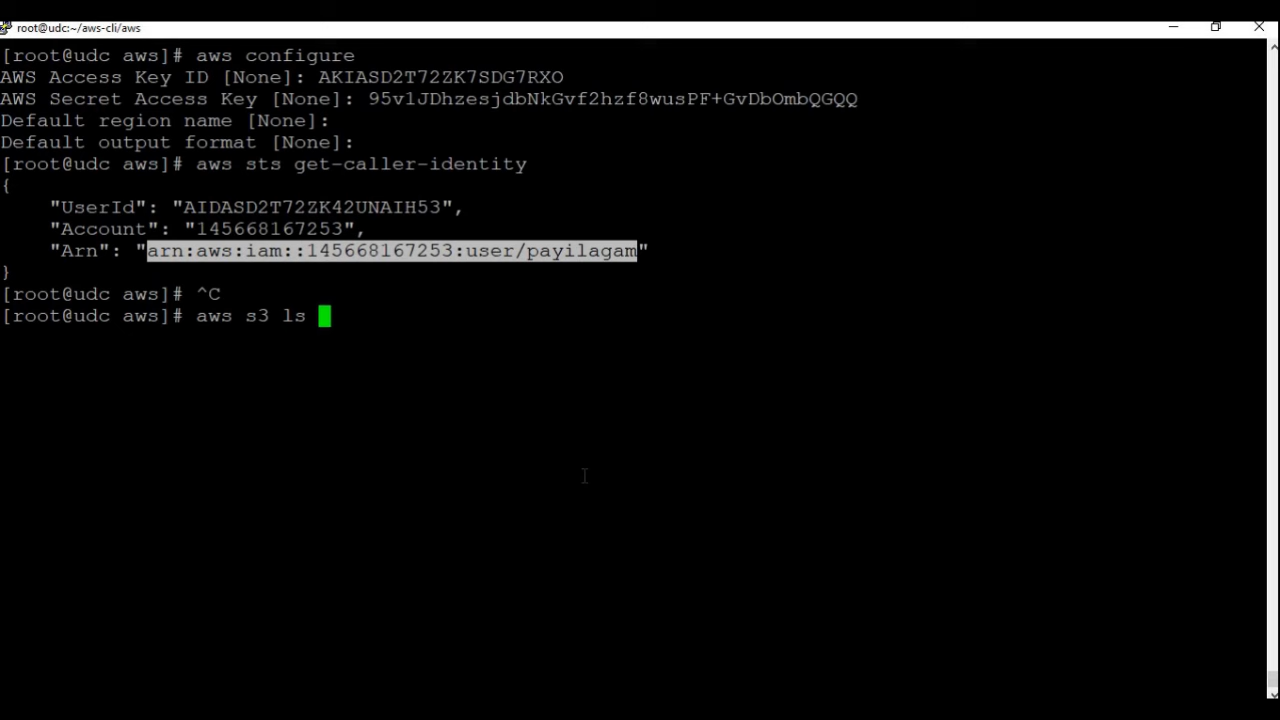 root@udc:~/aws-cli/aws
[root@udc aws]# aws configure
AWS Access Key ID [None]: AKIASD2T72ZK7SDG7RXO
AWS Secret Access Key [None]: 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
Default region name [None]:
Default output format [None]:
[root@udc aws]# aws sts get-caller-identity
{
    "UserId": "AIDASD2T72ZK42UNAIH53",
    "Account": "145668167253",
    "Arn": "arn:aws:iam::145668167253:user/payilagam"
}
[root@udc aws]# ^C
[root@udc aws]# aws s3 ls